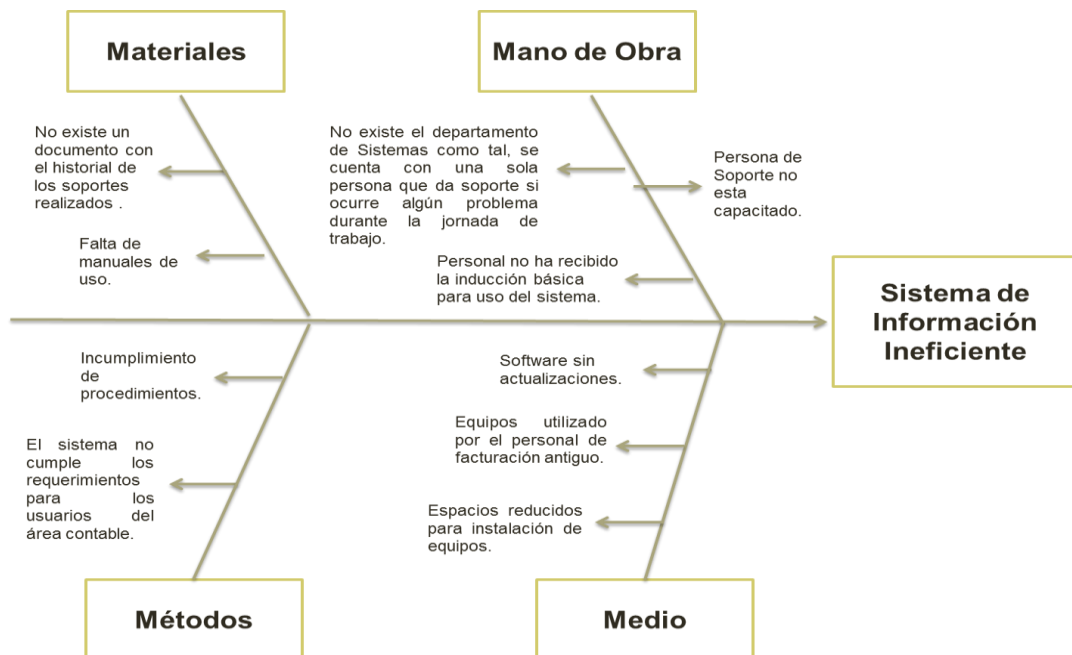 Materiales
Mano de Obra
No existe un
documento con
el historial de
los soportes
realizados .
Falta de
manuales de
uso.
No existe el departamento
de Sistemas como tal, se
cuenta con una sola
persona que da soporte si
ocurre algún problema
durante la jornada de
trabajo.
Persona de
Soporte no
esta
capacitado.
Personal no ha recibido
la inducción básica
para uso del sistema.
Sistema de
Información
Ineficiente
Incumplimiento
de
procedimientos.
El sistema no
cumple los
requerimientos
para los
usuarios del
área contable.
Software sin
actualizaciones.
Equipos utilizado
por el personal de
facturación antiguo.
Espacios reducidos
para instalación de
equipos.
Métodos
Medio